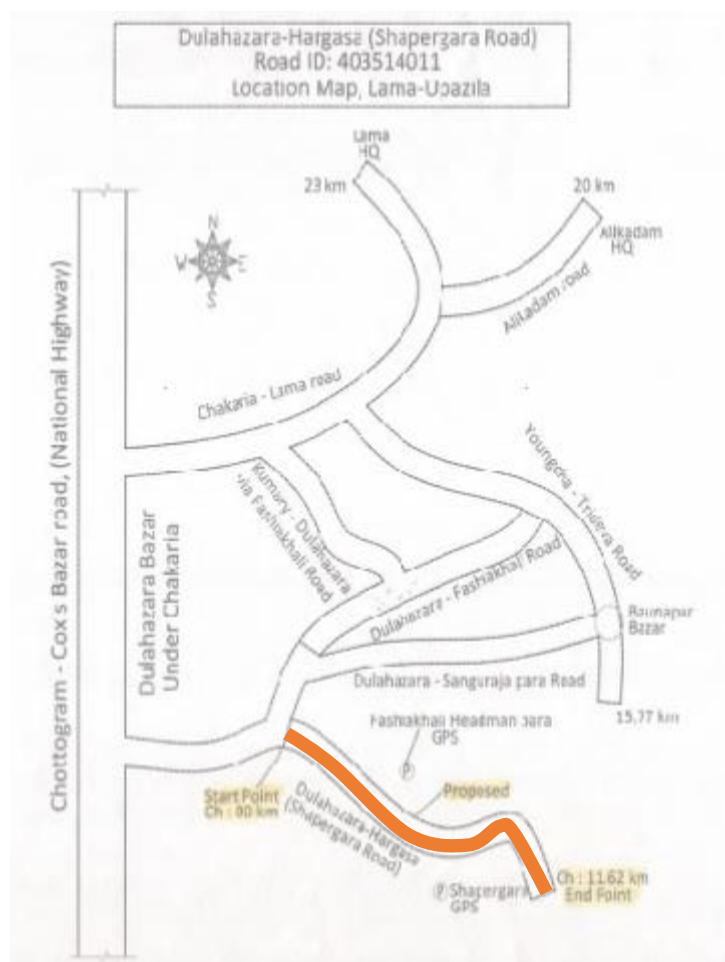 Dulahazara-Hargasa (Shapergara Road)
Road ID: 403514011
Location Map, Lama-Upazila
Lama
HQ
23 km
20 km
Alikadam
HQ
N
W
E
S
Alikadam road
Chakaria - Lama road
Chottogram - Cox's Bazar road, (National Highway)
Youngcha - Road
Kumary - Dulahazara
via Fashiakhali Road
Dulahazara Bazar
Under Chakaria
Dulahazara - Fashiakhali Road
Bazar
Dulahazara - Sanguraja para Road
15.77 km
Fashiakhali Headman para
GPS
P
Start Point
Ch : 00 km
Proposed
Dulahazara-Hargasa
(Shapergara Road)
Ch : 11.62 km
End Point
P Shapergara
GPS